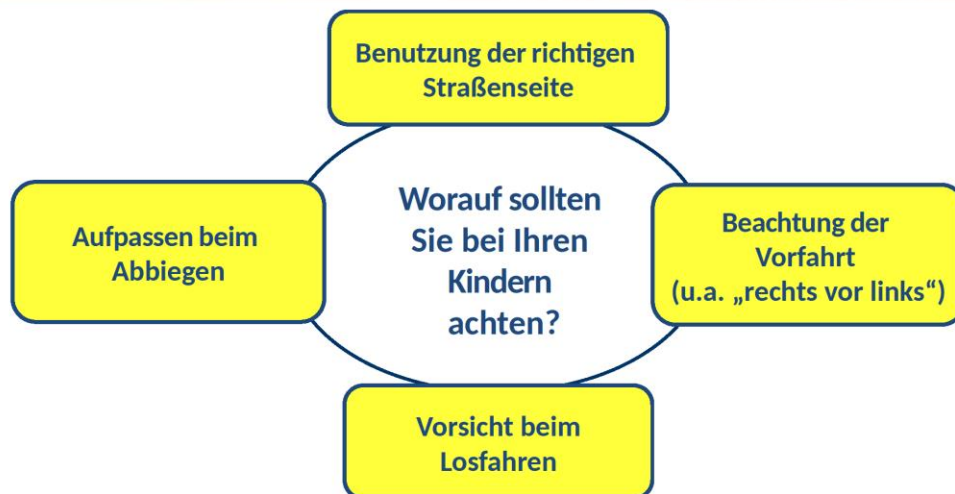 Benutzung der richtigen
Straßenseite
Aufpassen beim
Abbiegen
Worauf sollten
Sie bei Ihren
Kindern
achten?
Beachtung der
Vorfahrt
(u.a. „rechts vor links“)
Vorsicht beim
Losfahren